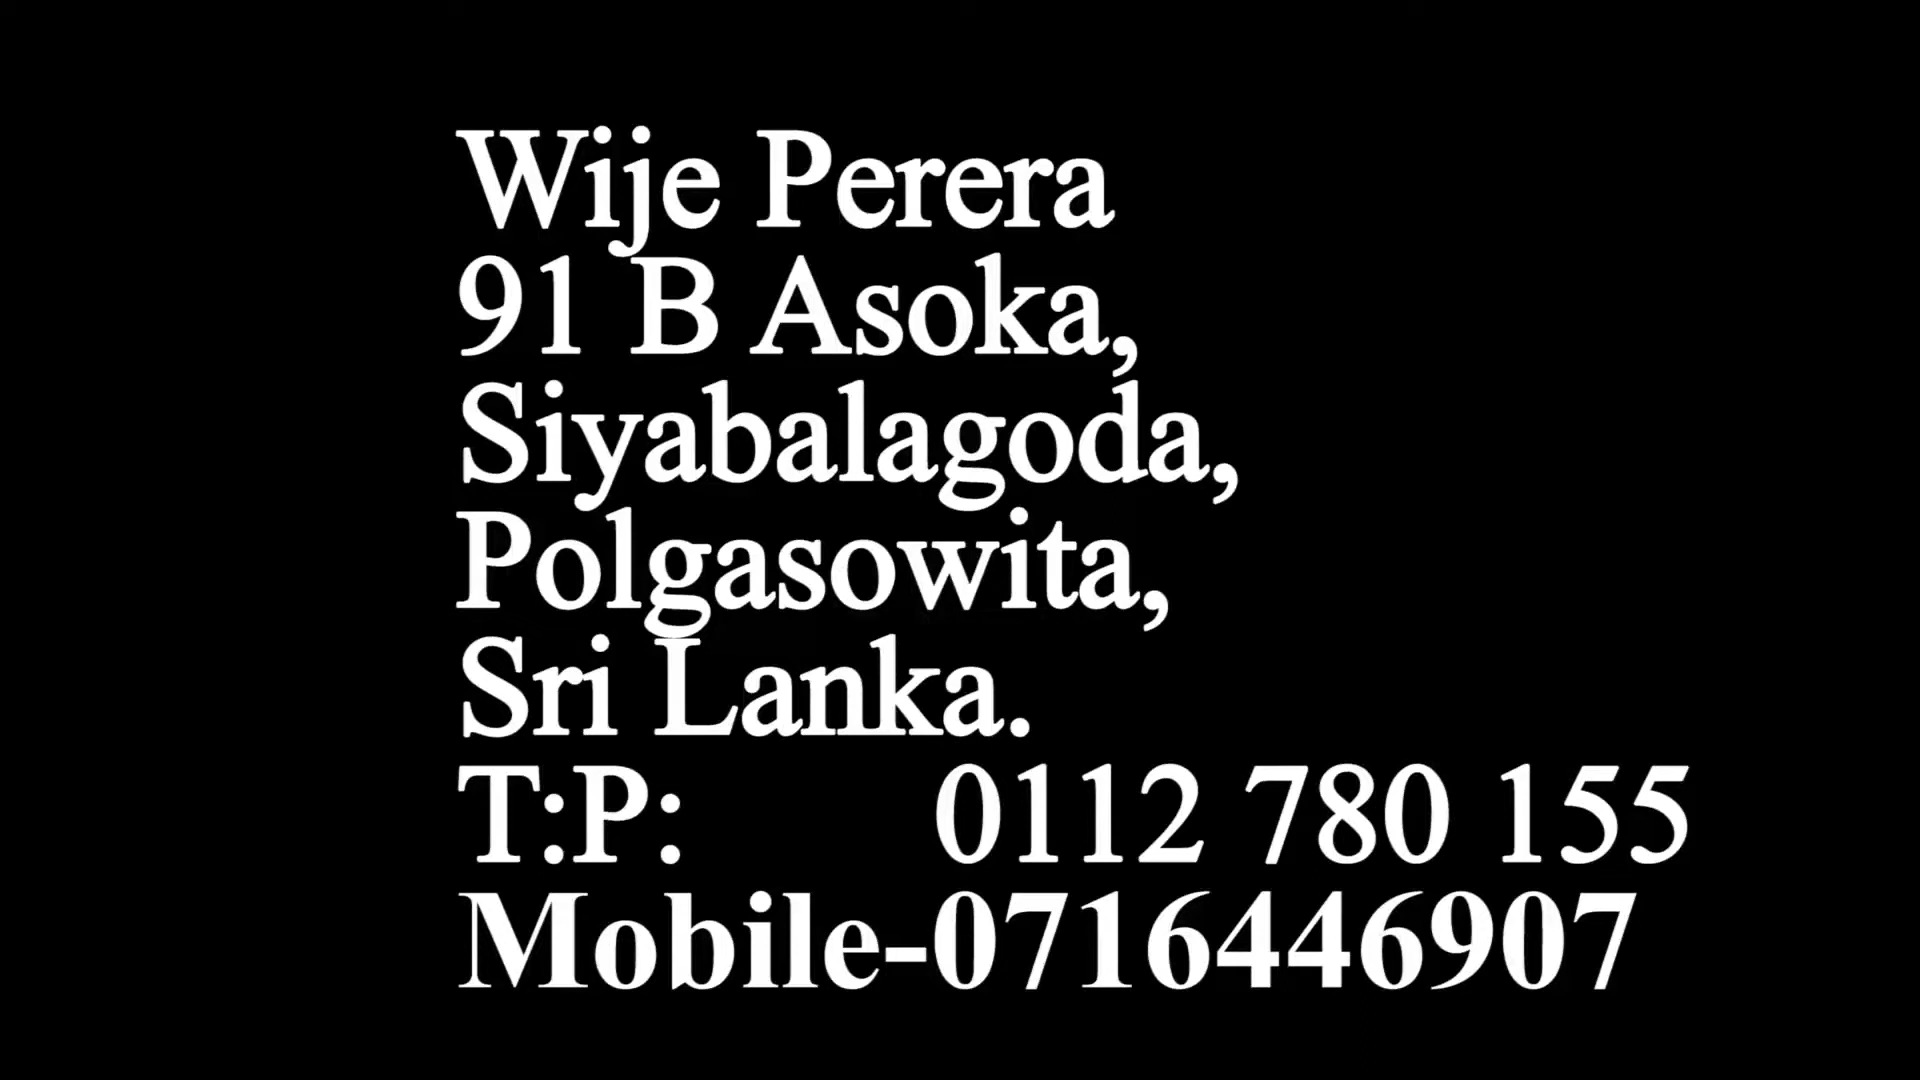 Wije Perera
91 B Asoka,
Siyabalagoda,
Polgasowita,
Sri Lanka.
T:P: 0112 780 155
Mobile-0716446907